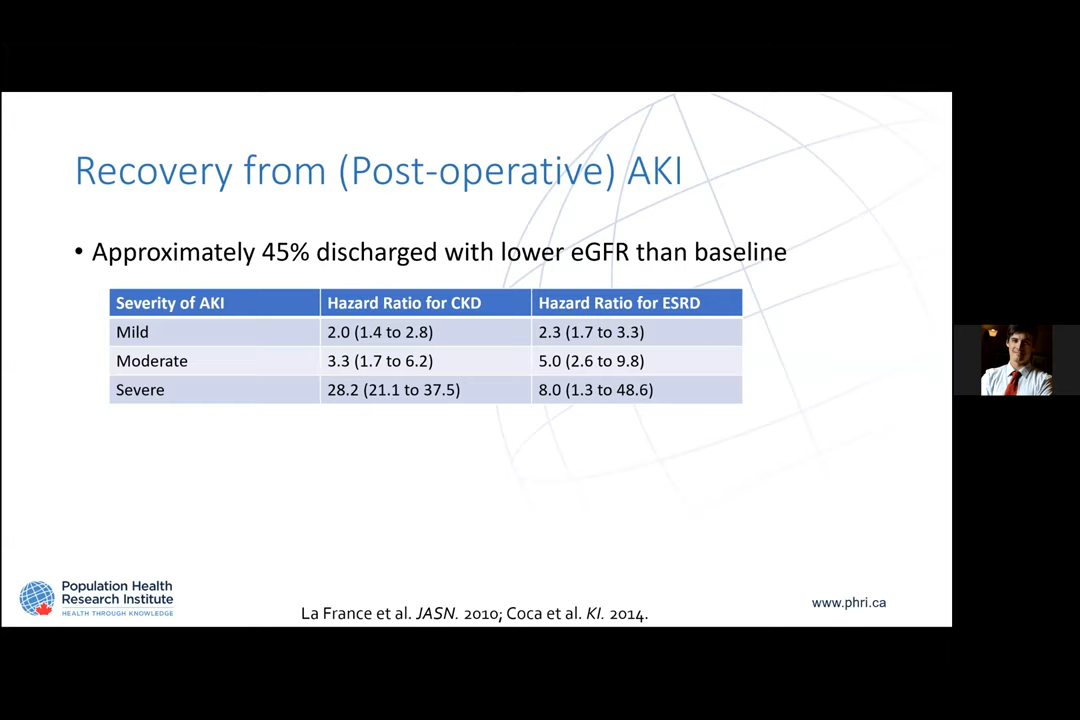 Recovery from (Post-operative) AKI
• Approximately 45% discharged with lower eGFR than baseline
Severity of AKI Hazard Ratio for CKD Hazard Ratio for ESRD
Mild 2.0 (1.4 to 2.8) 2.3 (1.7 to 3.3)
Moderate 3.3 (1.7 to 6.2) 5.0 (2.6 to 9.8)
Severe 28.2 (21.1 to 37.5) 8.0 (1.3 to 48.6)
Population Health
Research Institute
HEALTH THROUGH KNOWLEDGE
La France et al. JASN. 2010; Coca et al. KI. 2014.
www.phri.ca